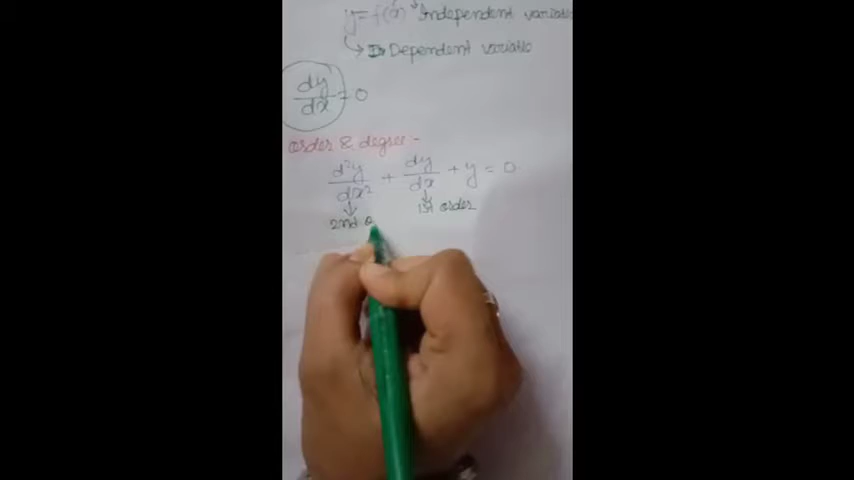 y = f(x) Independent variable
Dependent variable
dy/dx = 0
order & degree -
d²y/dx² + dy/dx + y = 0
1st order
2nd o